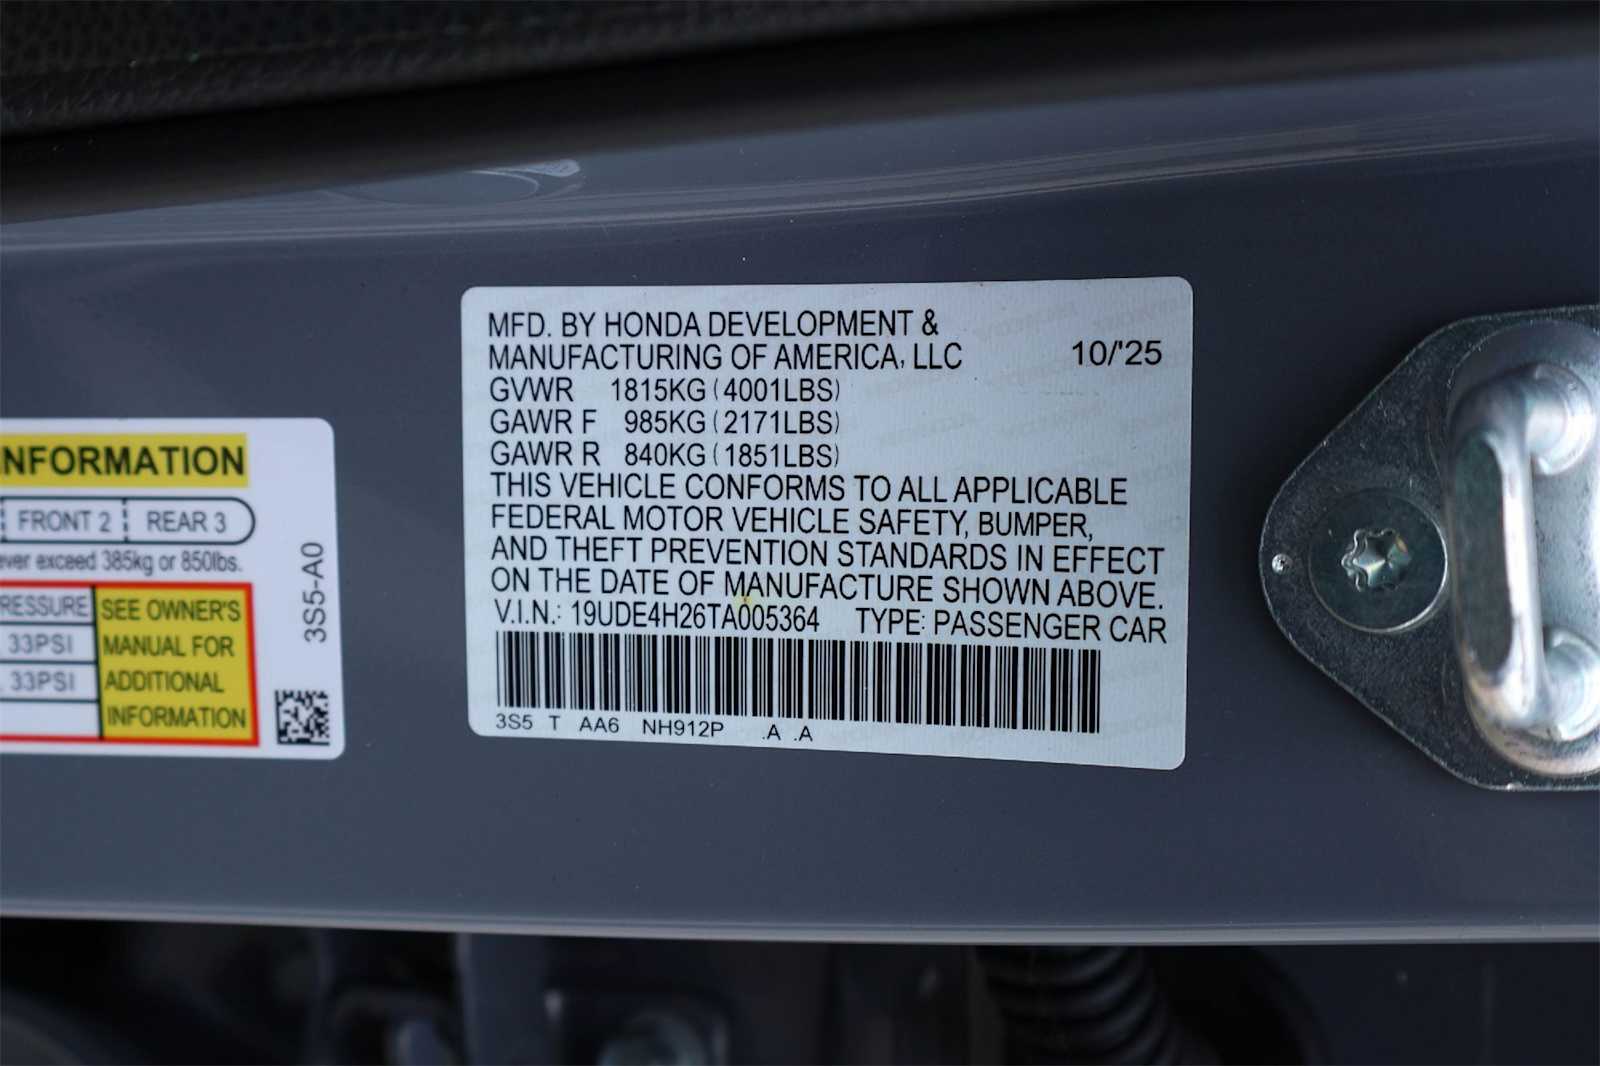 INFORMATION
FRONT 2 REAR 3
exceed 385kg or 850lbs.
33PSI
33PSI
SEE OWNER'S
MANUAL FOR
ADDITIONAL
INFORMATION
3S5-A0
MFD. BY HONDA DEVELOPMENT &
MANUFACTURING OF AMERICA, LLC 10/'25
GVWR 1815KG (4001LBS)
GAWR F 985KG (2171LBS)
GAWR R 840KG (1851LBS)
THIS VEHICLE CONFORMS TO ALL APPLICABLE
FEDERAL MOTOR VEHICLE SAFETY, BUMPER,
AND THEFT PREVENTION STANDARDS IN EFFECT
ON THE DATE OF MANUFACTURE SHOWN ABOVE.
V.I.N.: 19UDE4H26TA005364 TYPE: PASSENGER CAR
3S5 T AA6 NH912P .A .A